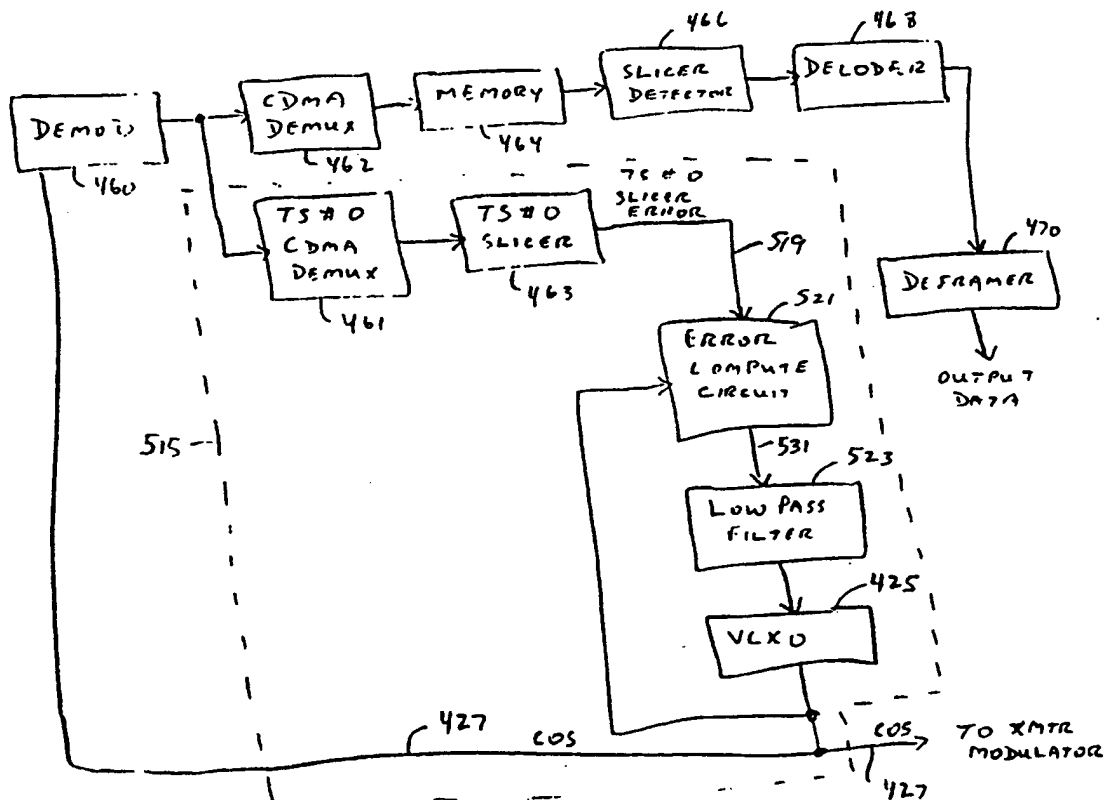 466
468
SLICER
DETECTOR
DECODER
CDMA
DEMUX
MEMORY
DEMOD
464
462
460
TS # 0
SLICER
ERROR
TS # 0
CDMA
DEMUX
TS # 0
SLICER
519
470
DEFRAMER
463
461
521
ERROR
COMPUTE
CIRCUIT
OUTPUT
DATA
515
531
523
LOW PASS
FILTER
425
VCXO
427
COS
COS
TO XMTR
MODULATOR
427